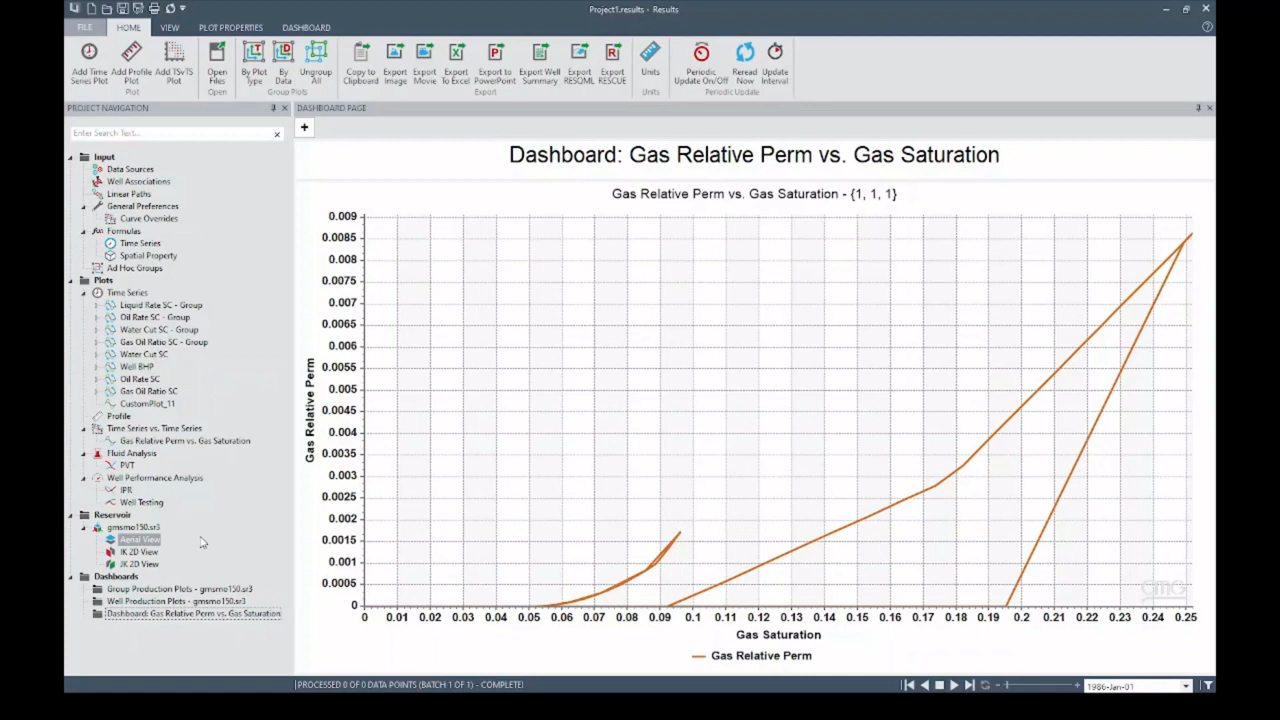 Project1.results - Results
FILE HOME VIEW PLOT PROPERTIES DASHBOARD
Add Time Series Plot
Add Profile Plot
Add TSvTS Plot
Plot
Open Files
Open
By Plot Type
By Data
Ungroup All
Group Plots
Copy to Clipboard
Export Image
Export Movie
Export To Excel
Export to PowerPoint
Export Well Summary
Export RESQML
Export RESCUE
Export
Units
Units
Periodic Update On/Off
Reread Now
Update Interval
Periodic Update
PROJECT NAVIGATION
Enter Search Text...
Input
Data Sources
Well Associations
Linear Paths
General Preferences
Curve Overrides
Formulas
Time Series
Spatial Property
Ad Hoc Groups
Plots
Time Series
Liquid Rate SC - Group
Oil Rate SC - Group
Water Cut SC - Group
Gas Oil Ratio SC - Group
Water Cut SC
Well BHP
Oil Rate SC
Gas Oil Ratio SC
CustomPlot_11
Profile
Time Series vs. Time Series
Gas Relative Perm vs. Gas Saturation
Fluid Analysis
PVT
Well Performance Analysis
IPR
Well Testing
Reservoir
gmsmo150.sr3
Aerial View
IK 2D View
JK 2D View
Dashboards
Group Production Plots - gmsmo150.sr3
Well Production Plots - gmsmo150.sr3
Dashboard: Gas Relative Perm vs. Gas Saturation
DASHBOARD PAGE
+
Dashboard: Gas Relative Perm vs. Gas Saturation
Gas Relative Perm vs. Gas Saturation - {1, 1, 1}
0.009
0.0085
0.008
0.0075
0.007
0.0065
0.006
0.0055
0.005
0.0045
0.004
0.0035
0.003
0.0025
0.002
0.0015
0.001
0.0005
0
Gas Relative Perm
0 0.01 0.02 0.03 0.04 0.05 0.06 0.07 0.08 0.09 0.1 0.11 0.12 0.13 0.14 0.15 0.16 0.17 0.18 0.19 0.2 0.21 0.22 0.23 0.24 0.25
Gas Saturation
Gas Relative Perm
CMG
PROCESSED 0 OF 0 DATA POINTS (BATCH 1 OF 1) - COMPLETE!
1986-Jan-01